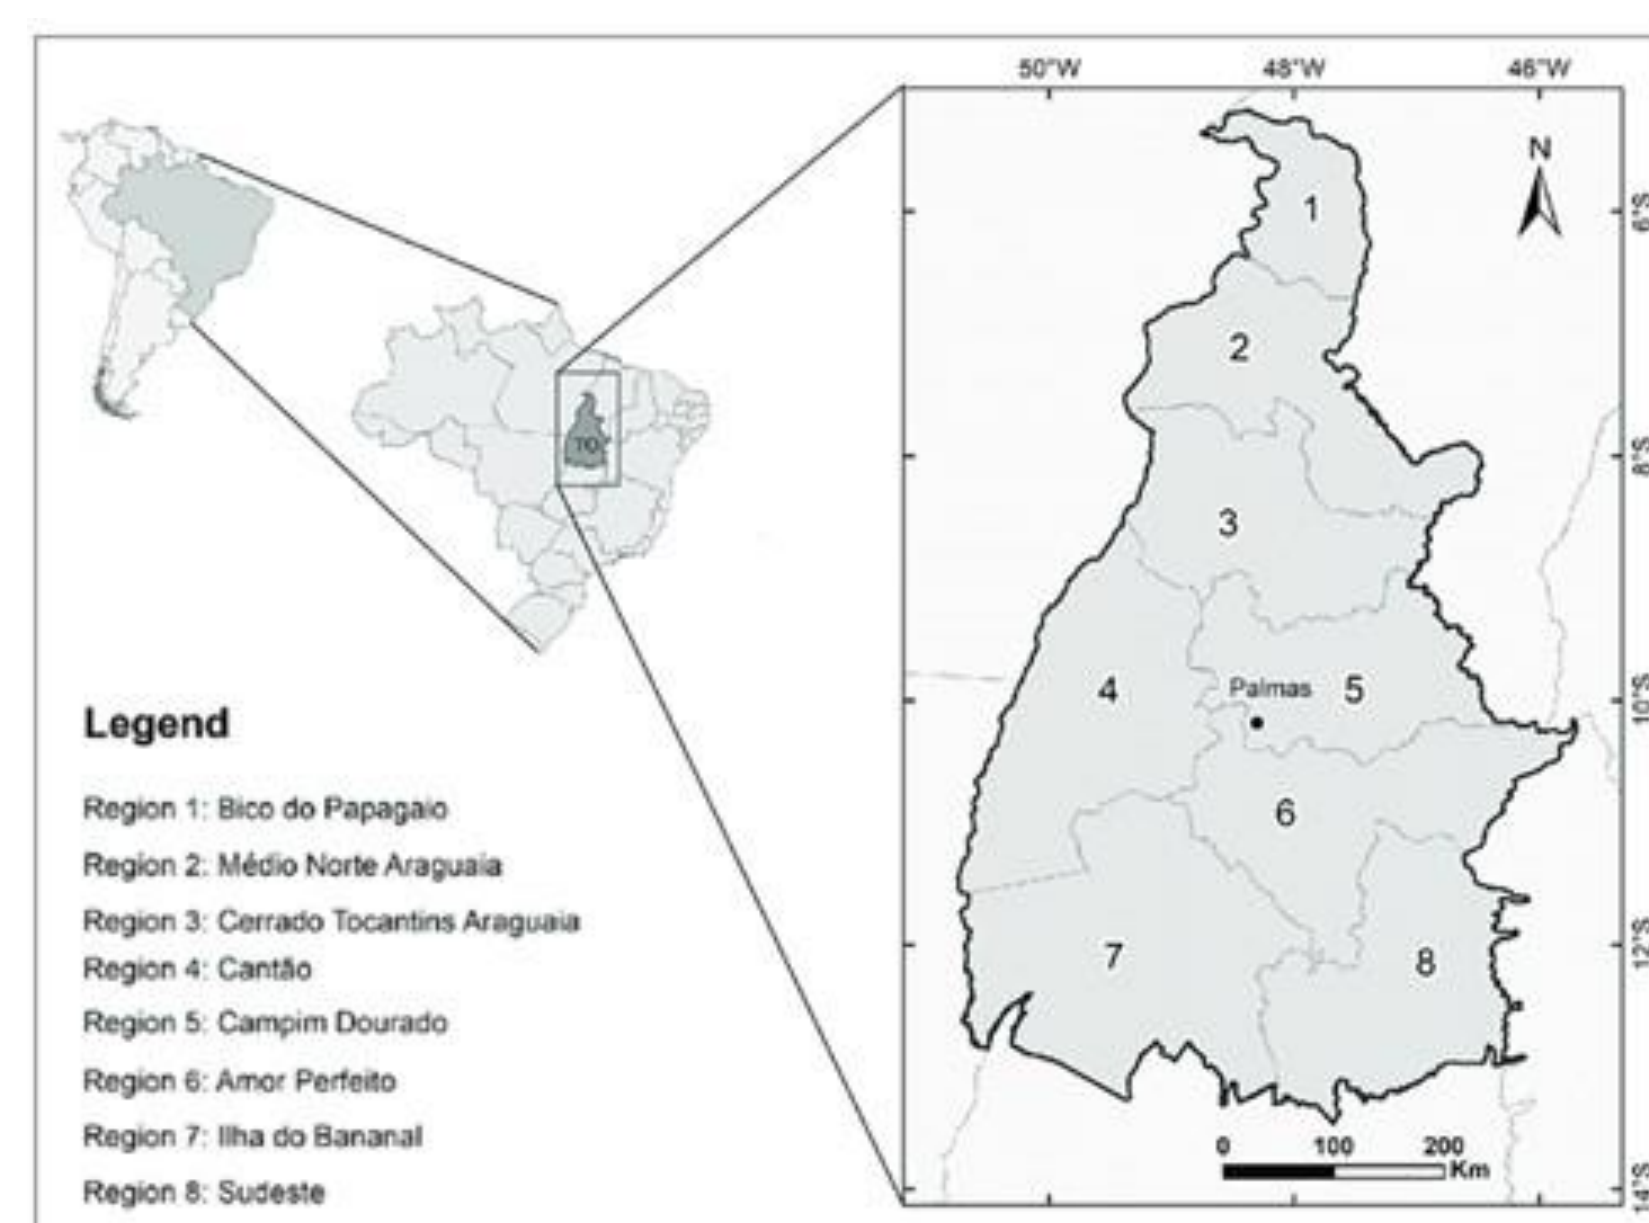 50°W 48°W 46°W
N
6°S
8°S
10°S
12°S
14°S
1
2
3
4
Palmas 5
6
7
8
TO
0 100 200
Km
Legend
Region 1: Bico do Papagaio
Region 2: Médio Norte Araguaia
Region 3: Cerrado Tocantins Araguaia
Region 4: Cantão
Region 5: Campim Dourado
Region 6: Amor Perfeito
Region 7: Ilha do Bananal
Region 8: Sudeste